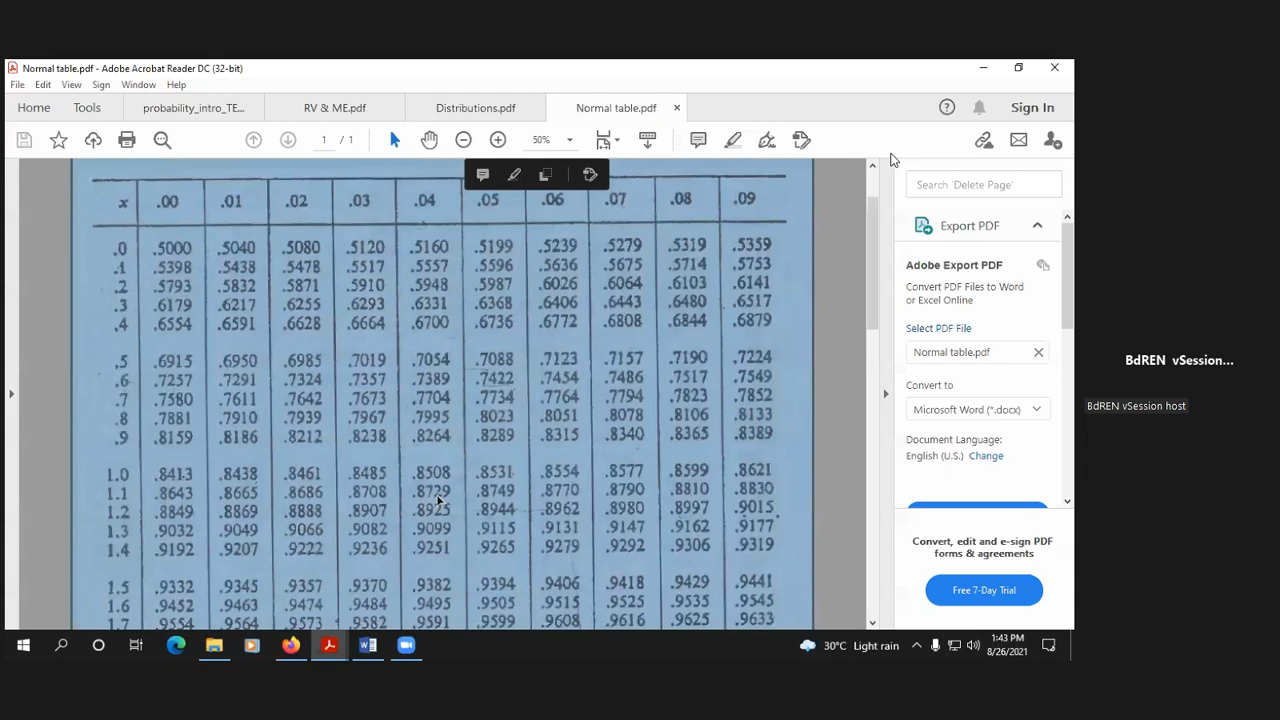 Normal table.pdf - Adobe Acrobat Reader DC (32-bit)
File Edit View Sign Window Help
Home Tools probability_intro_TE... RV & ME.pdf Distributions.pdf Normal table.pdf × Sign In
1 / 1 50%
x .00 .01 .02 .03 .04 .05 .06 .07 .08 .09
.0 .5000 .5040 .5080 .5120 .5160 .5199 .5239 .5279 .5319 .5359
.1 .5398 .5438 .5478 .5517 .5557 .5596 .5636 .5675 .5714 .5753
.2 .5793 .5832 .5871 .5910 .5948 .5987 .6026 .6064 .6103 .6141
.3 .6179 .6217 .6255 .6293 .6331 .6368 .6406 .6443 .6480 .6517
.4 .6554 .6591 .6628 .6664 .6700 .6736 .6772 .6808 .6844 .6879
.5 .6915 .6950 .6985 .7019 .7054 .7088 .7123 .7157 .7190 .7224
.6 .7257 .7291 .7324 .7357 .7389 .7422 .7454 .7486 .7517 .7549
.7 .7580 .7611 .7642 .7673 .7704 .7734 .7764 .7794 .7823 .7852
.8 .7881 .7910 .7939 .7967 .7995 .8023 .8051 .8078 .8106 .8133
.9 .8159 .8186 .8212 .8238 .8264 .8289 .8315 .8340 .8365 .8389
1.0 .8413 .8438 .8461 .8485 .8508 .8531 .8554 .8577 .8599 .8621
1.1 .8643 .8665 .8686 .8708 .8729 .8749 .8770 .8790 .8810 .8830
1.2 .8849 .8869 .8888 .8907 .8925 .8944 .8962 .8980 .8997 .9015
1.3 .9032 .9049 .9066 .9082 .9099 .9115 .9131 .9147 .9162 .9177
1.4 .9192 .9207 .9222 .9236 .9251 .9265 .9279 .9292 .9306 .9319
1.5 .9332 .9345 .9357 .9370 .9382 .9394 .9406 .9418 .9429 .9441
1.6 .9452 .9463 .9474 .9484 .9495 .9505 .9515 .9525 .9535 .9545
1.7 .9554 .9564 .9573 .9582 .9591 .9599 .9608 .9616 .9625 .9633
Search 'Delete Page'
Export PDF
Adobe Export PDF
Convert PDF Files to Word
or Excel Online
Select PDF File
Normal table.pdf
Convert to
Microsoft Word (*.docx)
Document Language:
English (U.S.) Change
Convert, edit and e-sign PDF
forms & agreements
Free 7-Day Trial
BdREN vSession...
BdREN vSession host
30°C Light rain
1:43 PM
8/26/2021